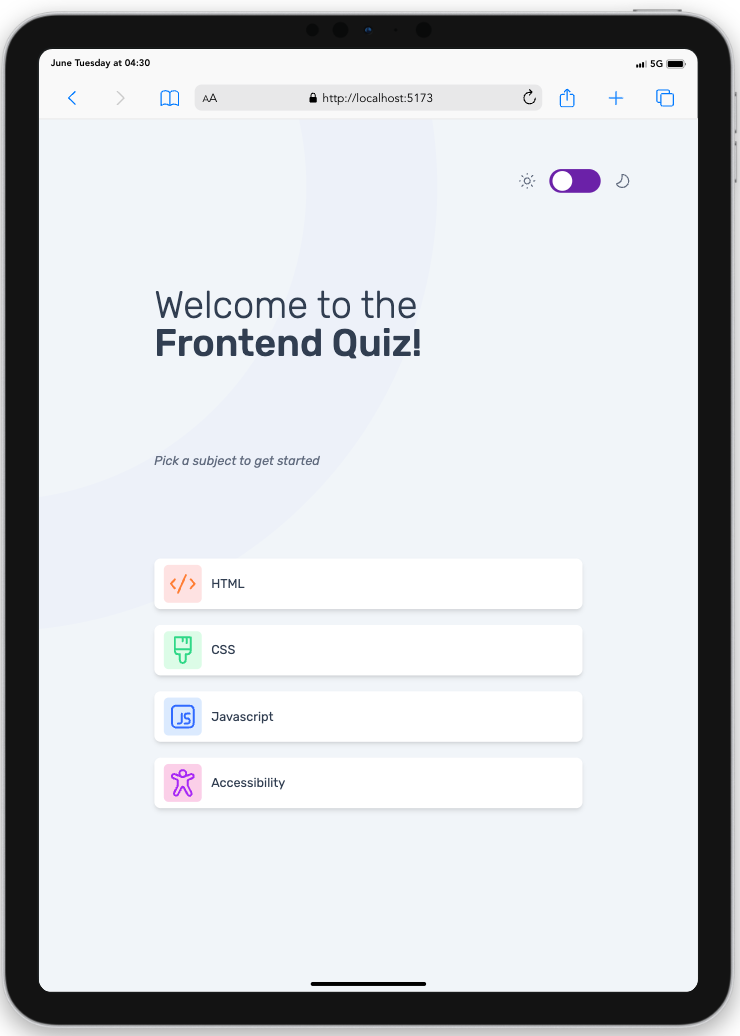 June Tuesday at 04:30
5G
AA
http://localhost:5173
Welcome to the
Frontend Quiz!
Pick a subject to get started
HTML
CSS
JS
Javascript
Accessibility